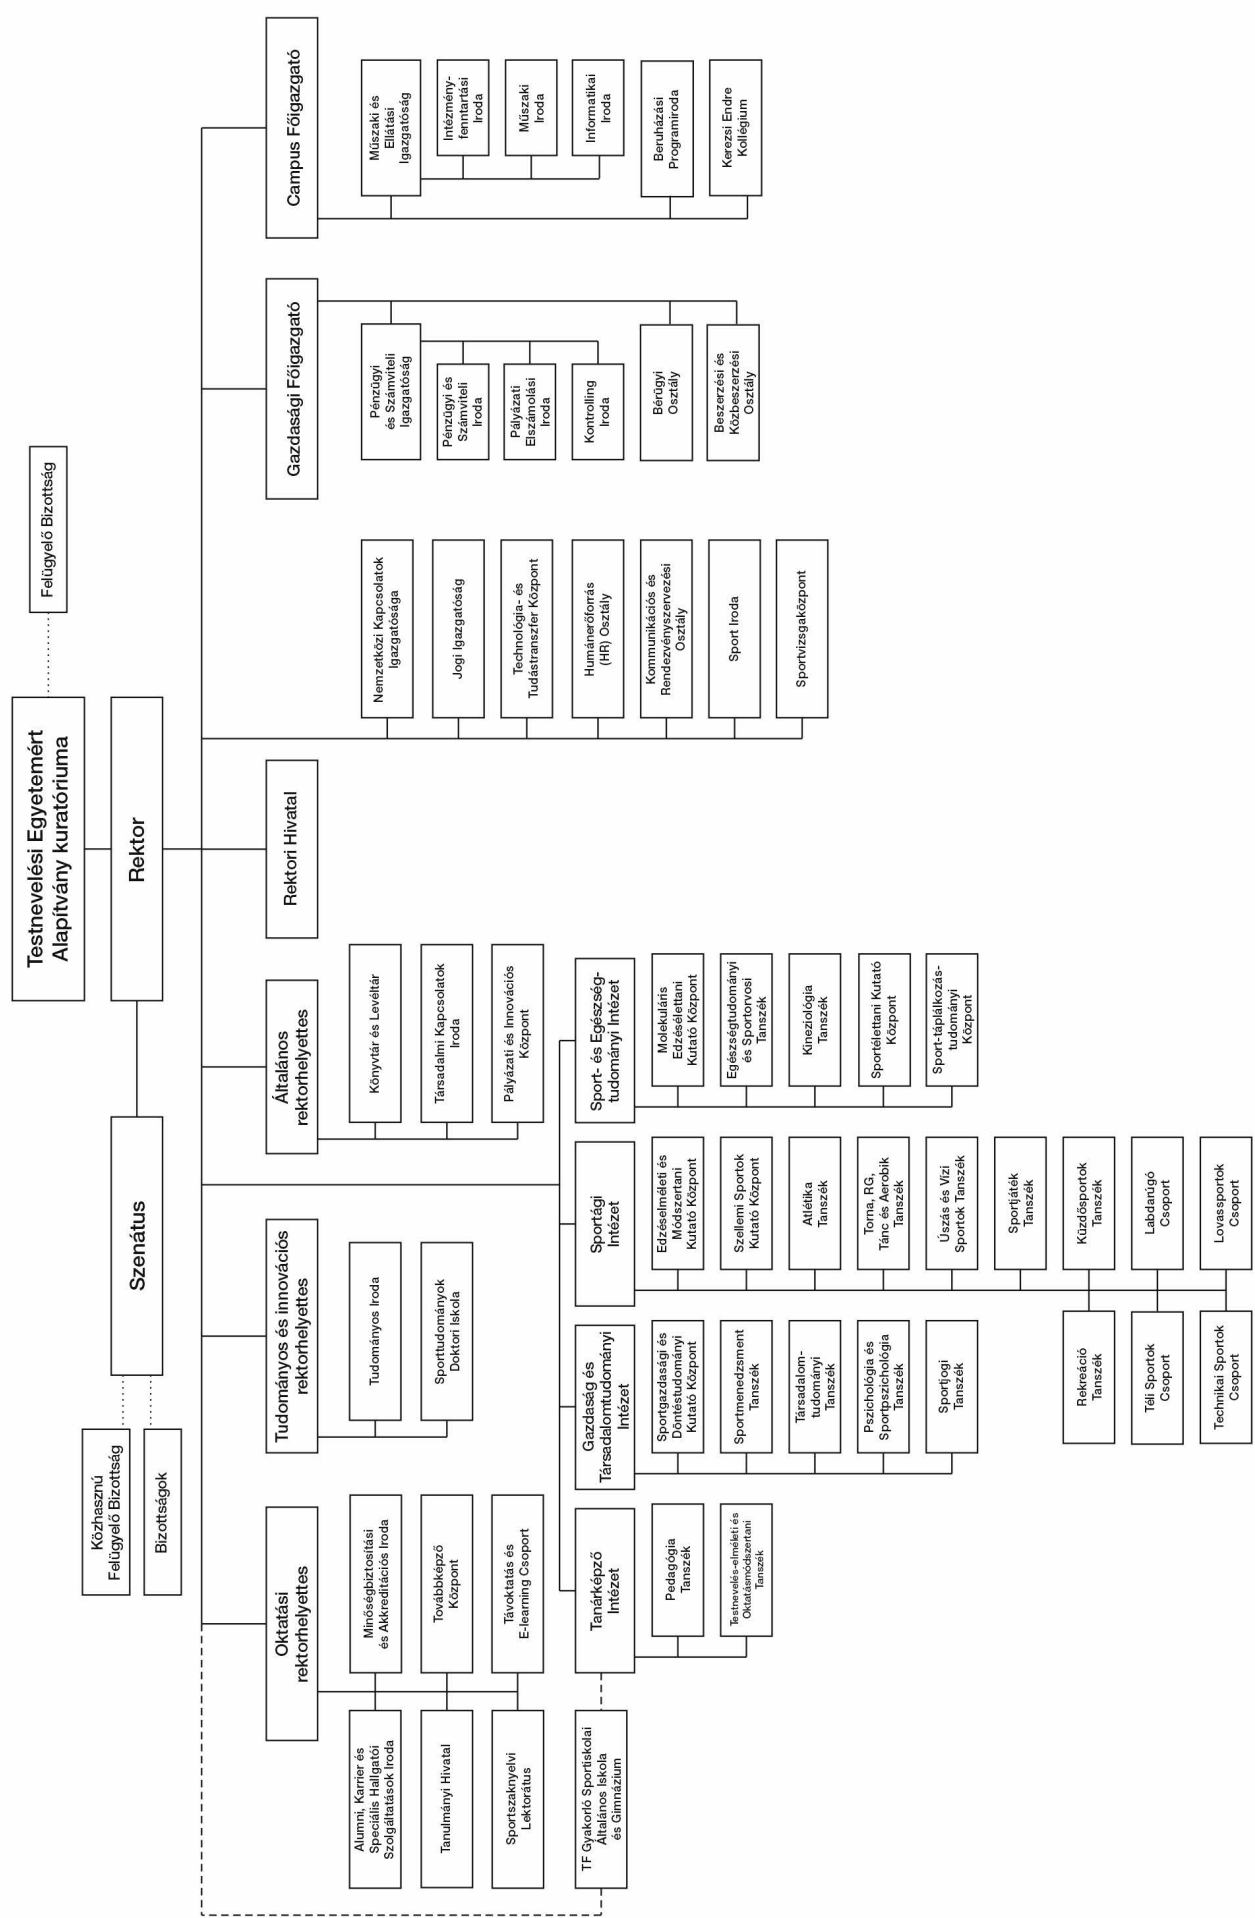 Testnevelési Egyetemért
Alapítvány kuratóriuma
Felügyelő Bizottság
Rektor
Szenátus
Közhasznú
Felügyelő Bizottság
Bizottságok
Oktatási
rektorhelyettes
Tudományos és innovációs
rektorhelyettes
Általános
rektorhelyettes
Rektori Hivatal
Gazdasági Főigazgató
Campus Főigazgató
Alumni, Karrier és
Speciális Hallgatói
Szolgáltatások Iroda
Tanulmányi Hivatal
Sportszaknyelvi
Lektorátus
Minőségbiztosítási
és Akkreditációs Iroda
Továbbképző
Központ
Távoktatás és
E-learning Csoport
Tudományos Iroda
Sporttudományok
Doktori Iskola
Könyvtár és Levéltár
Társadalmi Kapcsolatok
Iroda
Pályázati és Innovációs
Központ
Nemzetközi Kapcsolatok
Igazgatósága
Jogi Igazgatóság
Technológia- és
Tudástranszfer Központ
Humánerőforrás
(HR) Osztály
Kommunikációs és
Rendezvényszervezési
Osztály
Sport Iroda
Sportvizsgaközpont
Pénzügyi
és Számviteli
Igazgatóság
Pénzügyi és
Számviteli
Iroda
Pályázati
Elszámolási
Iroda
Kontrolling
Iroda
Bérügyi
Osztály
Beszerzési és
Közbeszerzési
Osztály
Műszaki és
Ellátási
Igazgatóság
Intézmény-
fenntartási
Iroda
Műszaki
Iroda
Informatikai
Iroda
Beruházási
Programiroda
Kerezsi Endre
Kollégium
TF Gyakorló Sportiskolai
Általános Iskola
és Gimnázium
Tanárképző
Intézet
Pedagógia
Tanszék
Testnevelés-elméleti és
Oktatásmódszertani
Tanszék
Gazdaság és
Társadalomtudományi
Intézet
Sportgazdasági és
Döntéstudományi
Kutató Központ
Sportmenedzsment
Tanszék
Társadalom-
tudományi
Tanszék
Pszichológia és
Sportpszichológia
Tanszék
Sportjogi
Tanszék
Sportági
Intézet
Edzéselméleti és
Módszertani
Kutató Központ
Szellemi Sportok
Kutató Központ
Atlétika
Tanszék
Torna, RG,
Tánc és Aerobik
Tanszék
Úszás és Vízi
Sportok Tanszék
Sportjáték
Tanszék
Küzdősportok
Tanszék
Labdarúgó
Csoport
Lovassportok
Csoport
Rekreáció
Tanszék
Téli Sportok
Csoport
Technikai Sportok
Csoport
Sport- és Egészség-
tudományi Intézet
Molekuláris
Edzésélettani
Kutató Központ
Egészségtudományi
és Sportorvosi
Tanszék
Kineziológia
Tanszék
Sportélettani Kutató
Központ
Sport-táplálkozás-
tudományi
Központ